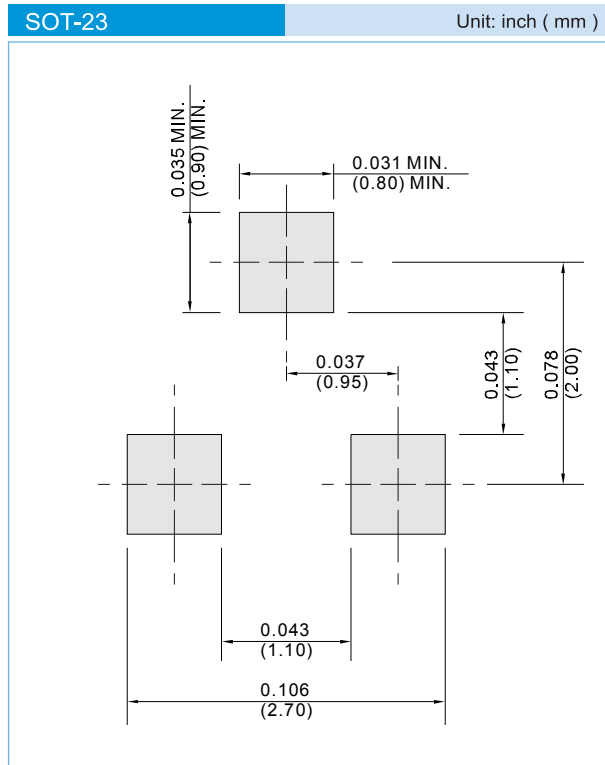 SOT-23
Unit: inch ( mm )
0.035 MIN.
(0.90) MIN.
0.031 MIN.
(0.80) MIN.
0.037
(0.95)
0.043
(1.10)
0.078
(2.00)
0.043
(1.10)
0.106
(2.70)